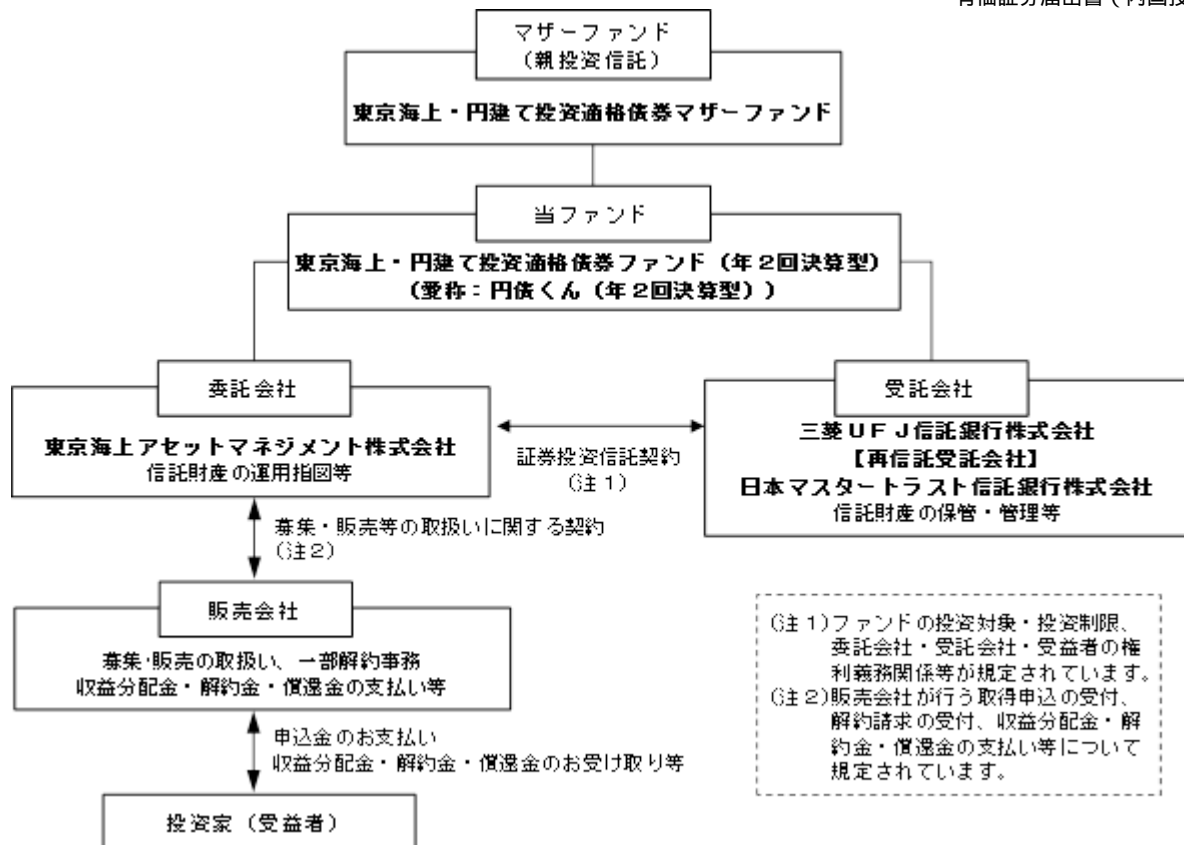 マザーファンド
（親投資信託）
東京海上・円建て投資適格債券マザーファンド
当ファンド
東京海上・円建て投資適格債券ファンド（年２回決算型）
（愛称：円債くん（年２回決算型））
委託会社
東京海上アセットマネジメント株式会社
信託財産の運用指図等
証券投資信託契約
（注１）
受託会社
三菱ＵＦＪ信託銀行株式会社
【再信託受託会社】
日本マスタートラスト信託銀行株式会社
信託財産の保管・管理等
募集・販売等の取扱いに関する契約
（注２）
販売会社
募集・販売の取扱い、一部解約事務
収益分配金・解約金・償還金の支払い等
申込金のお支払い
収益分配金・解約金・償還金のお受け取り等
投資家（受益者）
（注１）ファンドの投資対象・投資制限、
委託会社・受託会社・受益者の権
利義務関係等が規定されています。
（注２）販売会社が行う取得申込の受付、
解約請求の受付、収益分配金・解
約金・償還金の支払い等について
規定されています。